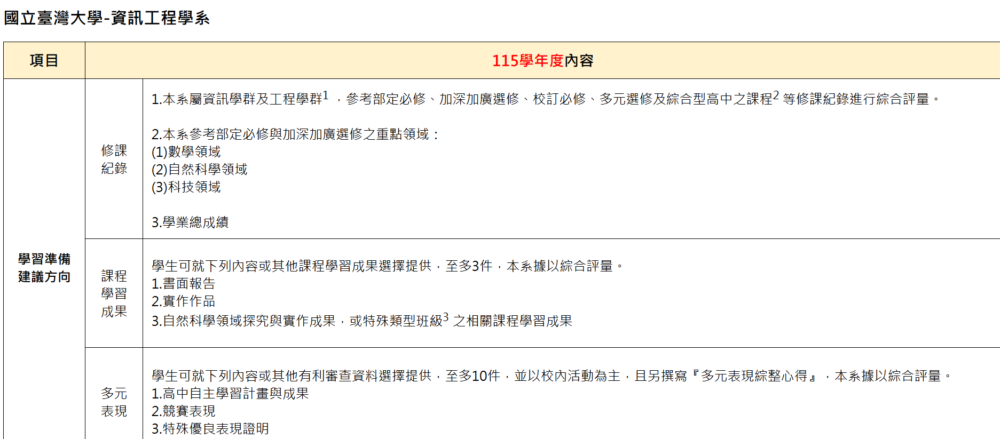 國立臺灣大學-資訊工程學系
項目
115學年度內容
學習準備
建議方向
修課
紀錄
1.本系屬資訊學群及工程學群1，參考部定必修、加深加廣選修、校訂必修、多元選修及綜合型高中之課程2 等修課紀錄進行綜合評量。
2.本系參考部定必修與加深加廣選修之重點領域：
(1)數學領域
(2)自然科學領域
(3)科技領域
3.學業總成績
課程
學習
成果
學生可就下列內容或其他課程學習成果選擇提供，至多3件，本系據以綜合評量。
1.書面報告
2.實作作品
3.自然科學領域探究與實作成果，或特殊類型班級3 之相關課程學習成果
多元
表現
學生可就下列內容或其他有利審查資料選擇提供，至多10件，並以校內活動為主，且另撰寫『多元表現綜整心得』，本系據以綜合評量。
1.高中自主學習計畫與成果
2.競賽表現
3.特殊優良表現證明